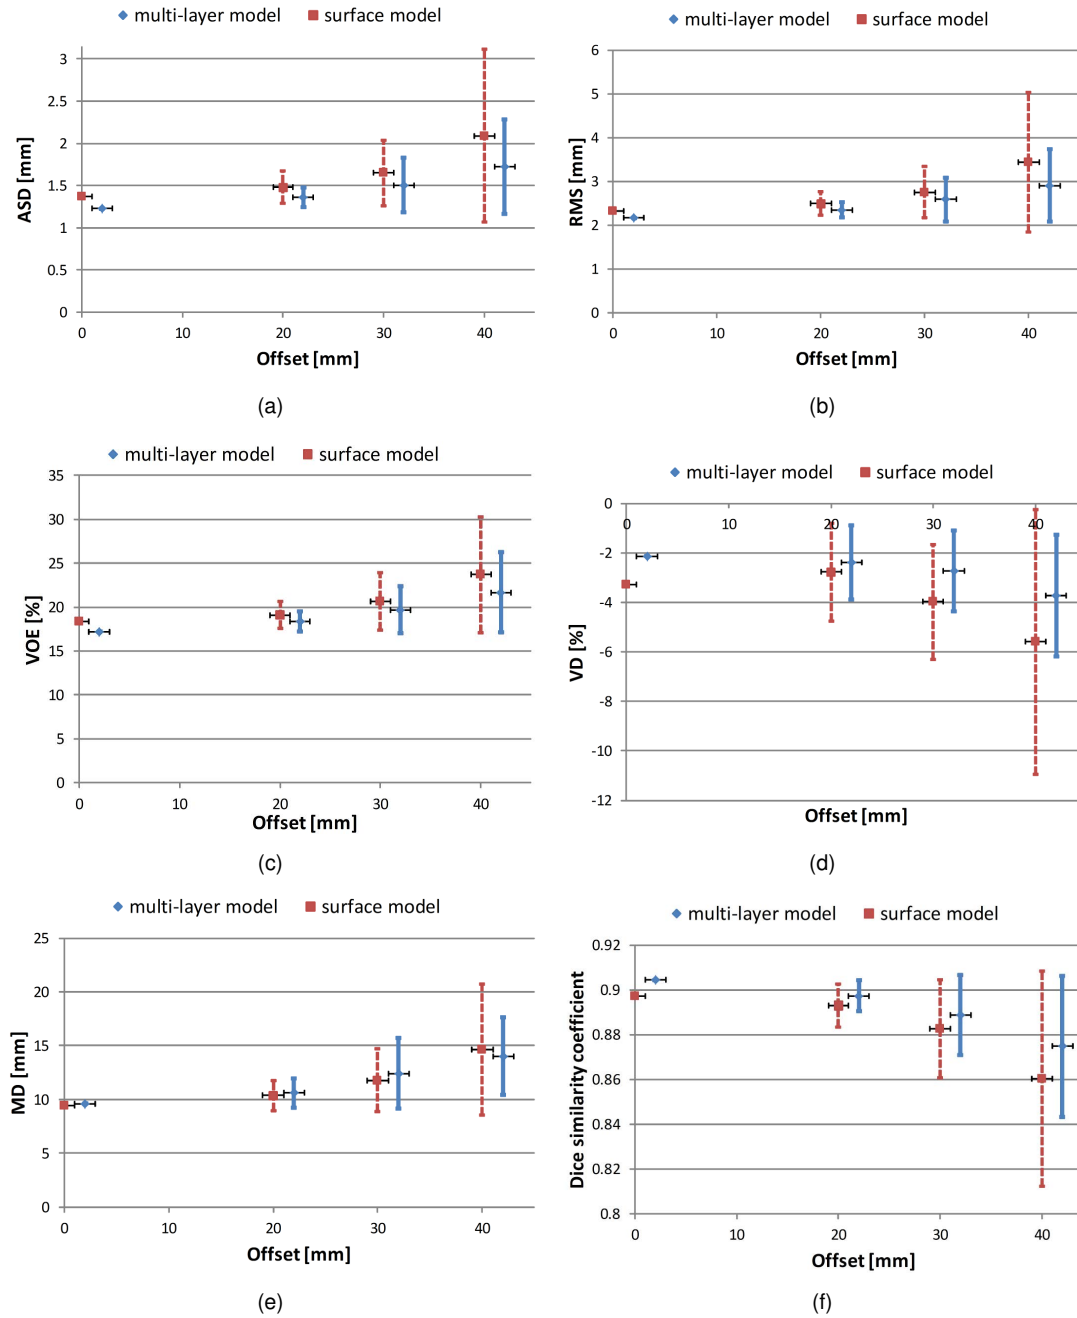 multi-layer model surface model
3
2.5
2
1.5
1
0.5
0
ASD [mm]
0 10 20 30 40
Offset [mm]
(a)
multi-layer model surface model
6
5
4
3
2
1
0
RMS [mm]
0 10 20 30 40
Offset [mm]
(b)
multi-layer model surface model
35
30
25
20
15
10
5
0
VOE [%]
0 10 20 30 40
Offset [mm]
(c)
multi-layer model surface model
0
-2
-4
-6
-8
-10
-12
VD [%]
0 10 20 30 40
Offset [mm]
(d)
multi-layer model surface model
25
20
15
10
5
0
MD [mm]
0 10 20 30 40
Offset [mm]
(e)
multi-layer model surface model
0.92
0.9
0.88
0.86
0.84
0.82
0.8
Dice similarity coefficient
0 10 20 30 40
Offset [mm]
(f)